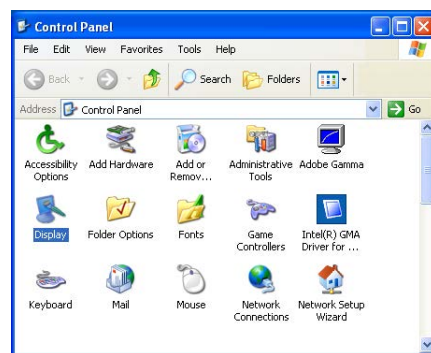 Control Panel
File Edit View Favorites Tools Help
Back Search Folders
Address Control Panel Go
Accessibility Options Add Hardware Add or Remov... Administrative Tools Adobe Gamma
Display Folder Options Fonts Game Controllers Intel(R) GMA Driver for ...
Keyboard Mail Mouse Network Connections Network Setup Wizard